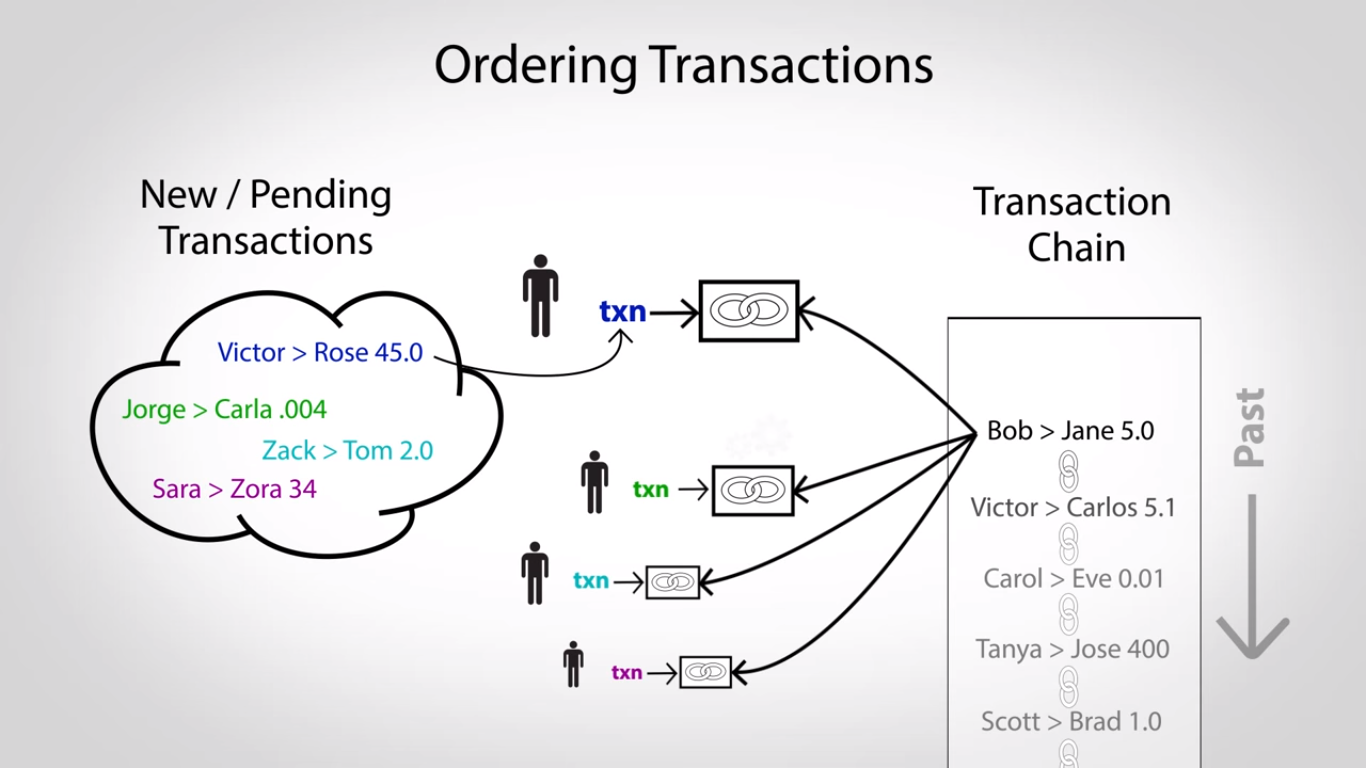 Ordering Transactions
New / Pending
Transactions
Victor > Rose 45.0
Jorge > Carla .004
Zack > Tom 2.0
Sara > Zora 34
txn
txn
txn
txn
Transaction
Chain
Bob > Jane 5.0
Victor > Carlos 5.1
Carol > Eve 0.01
Tanya > Jose 400
Scott > Brad 1.0
Past